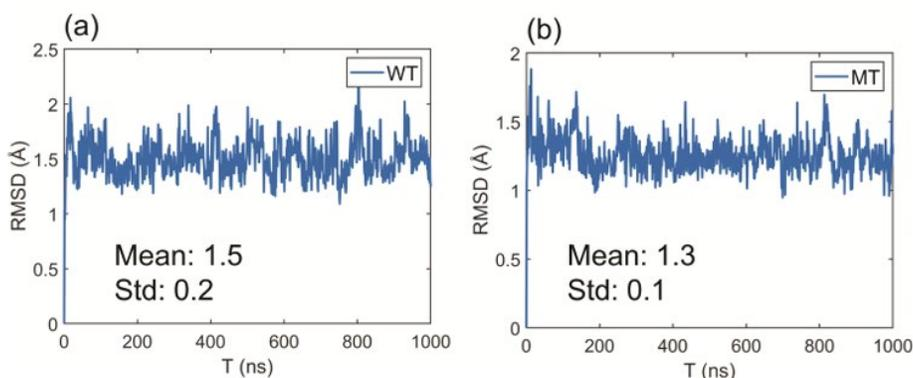 (a)
2.5
2
1.5
1
0.5
0
RMSD (Å)
WT
Mean: 1.5
Std: 0.2
0 200 400 600 800 1000
T (ns)
(b)
2
1.5
1
0.5
0
RMSD (Å)
MT
Mean: 1.3
Std: 0.1
0 200 400 600 800 1000
T (ns)